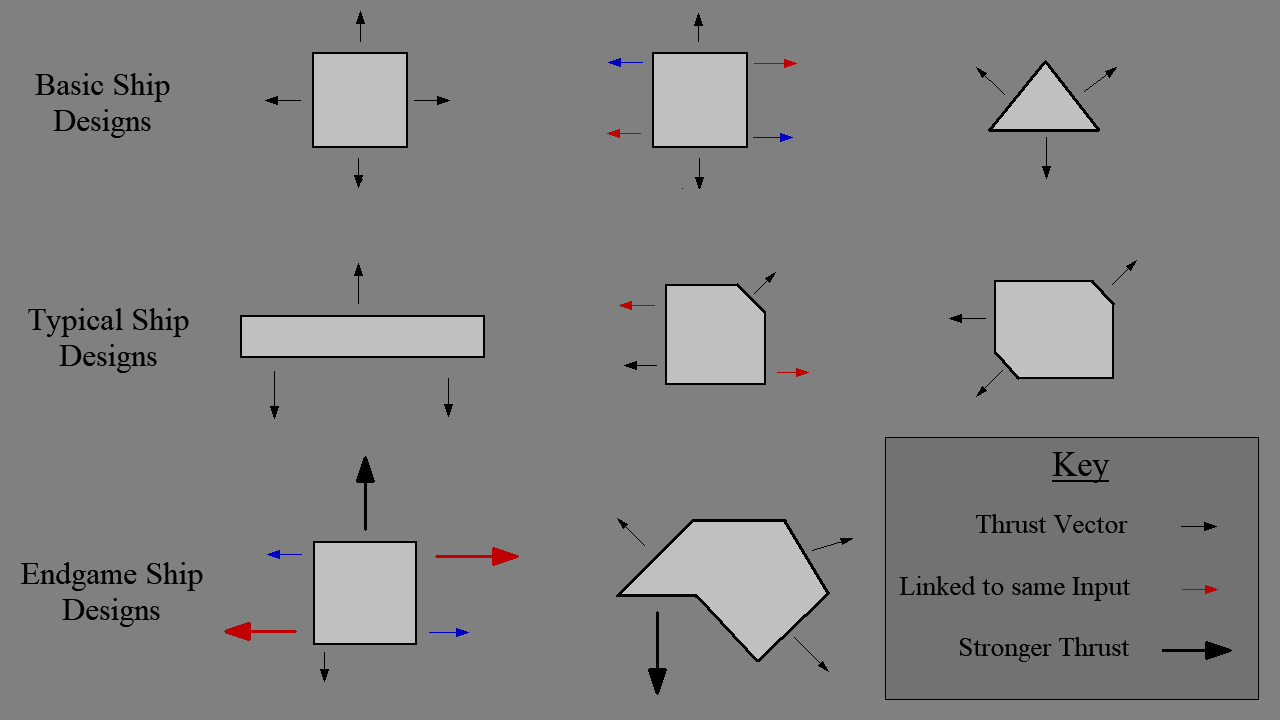 Basic Ship
Designs
Typical Ship
Designs
Endgame Ship
Designs
Key
Thrust Vector
Linked to same Input
Stronger Thrust